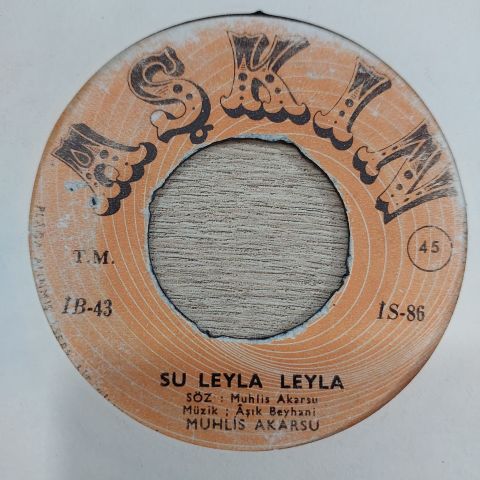 AŞKIN
T.M.
45
İB-43
İS-86
SU LEYLA LEYLA
SÖZ : Muhlis Akarsu
Müzik ; Âşık Beyhani
MUHLİS AKARSU